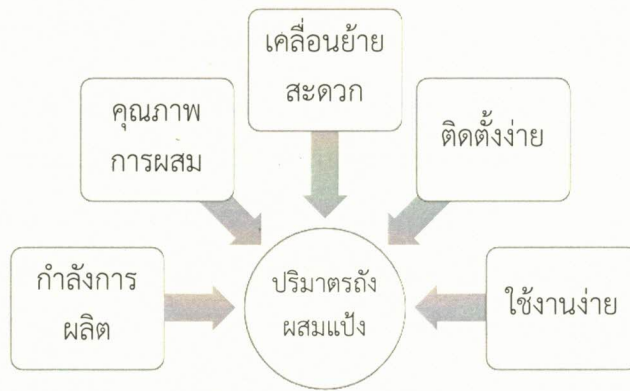 เคลื่อนย้าย
สะดวก
คุณภาพ
การผสม
ติดตั้งง่าย
กำลังการ
ผลิต
ปริมาตรถัง
ผสมแป้ง
ใช้งานง่าย